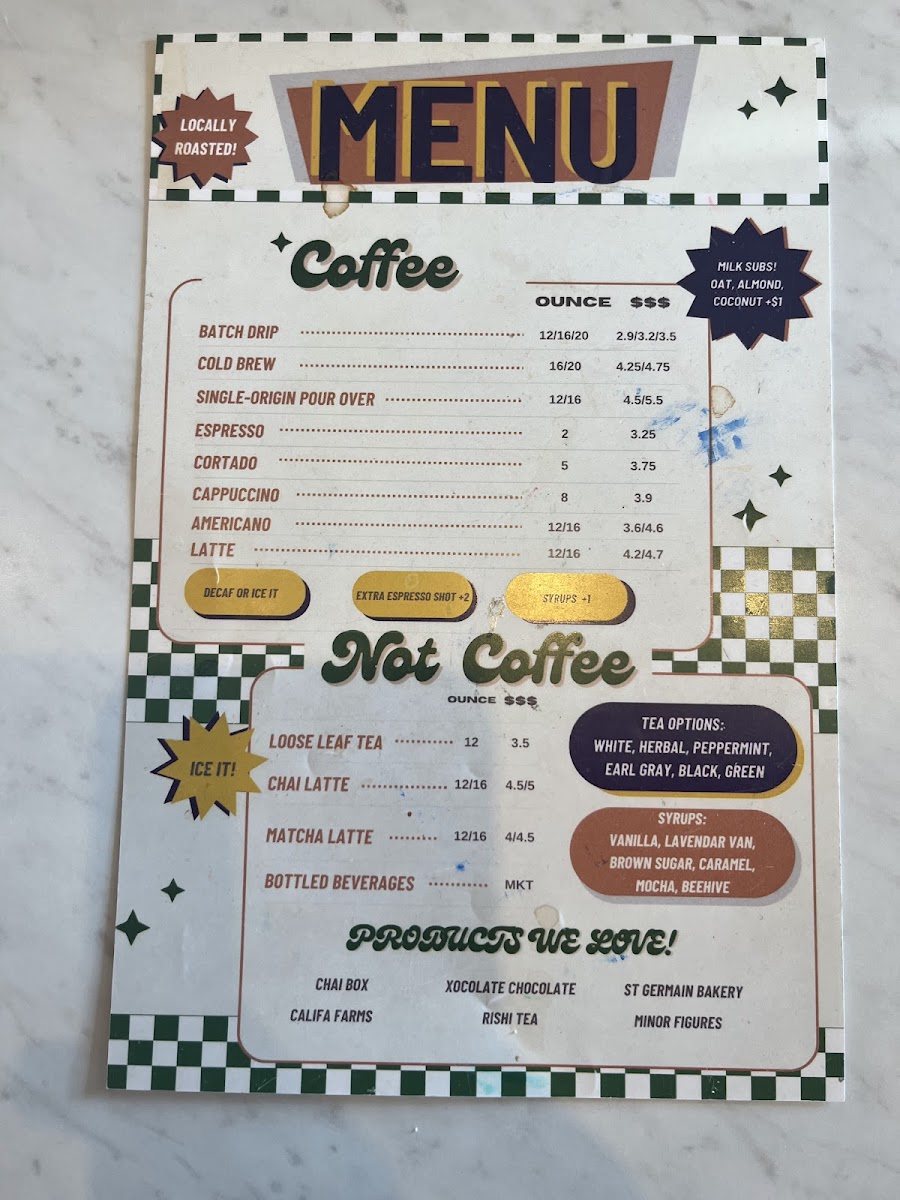 LOCALLY
ROASTED!
MENU
Coffee
MILK SUBS!
OAT, ALMOND,
COCONUT +$1
OUNCE $$$
BATCH DRIP 12/16/20 2.9/3.2/3.5
COLD BREW 16/20 4.25/4.75
SINGLE-ORIGIN POUR OVER 12/16 4.5/5.5
ESPRESSO 2 3.25
CORTADO 5 3.75
CAPPUCCINO 8 3.9
AMERICANO 12/16 3.6/4.6
LATTE 12/16 4.2/4.7
DECAF OR ICE IT EXTRA ESPRESSO SHOT +2 SYRUPS +1
Not Coffee
OUNCE $$$
ICE IT!
LOOSE LEAF TEA 12 3.5
CHAI LATTE 12/16 4.5/5
MATCHA LATTE 12/16 4/4.5
BOTTLED BEVERAGES MKT
TEA OPTIONS:
WHITE, HERBAL, PEPPERMINT,
EARL GRAY, BLACK, GREEN
SYRUPS:
VANILLA, LAVENDAR VAN,
BROWN SUGAR, CARAMEL,
MOCHA, BEEHIVE
PRODUCTS WE LOVE!
CHAI BOX XOCOLATE CHOCOLATE ST GERMAIN BAKERY
CALIFA FARMS RISHI TEA MINOR FIGURES